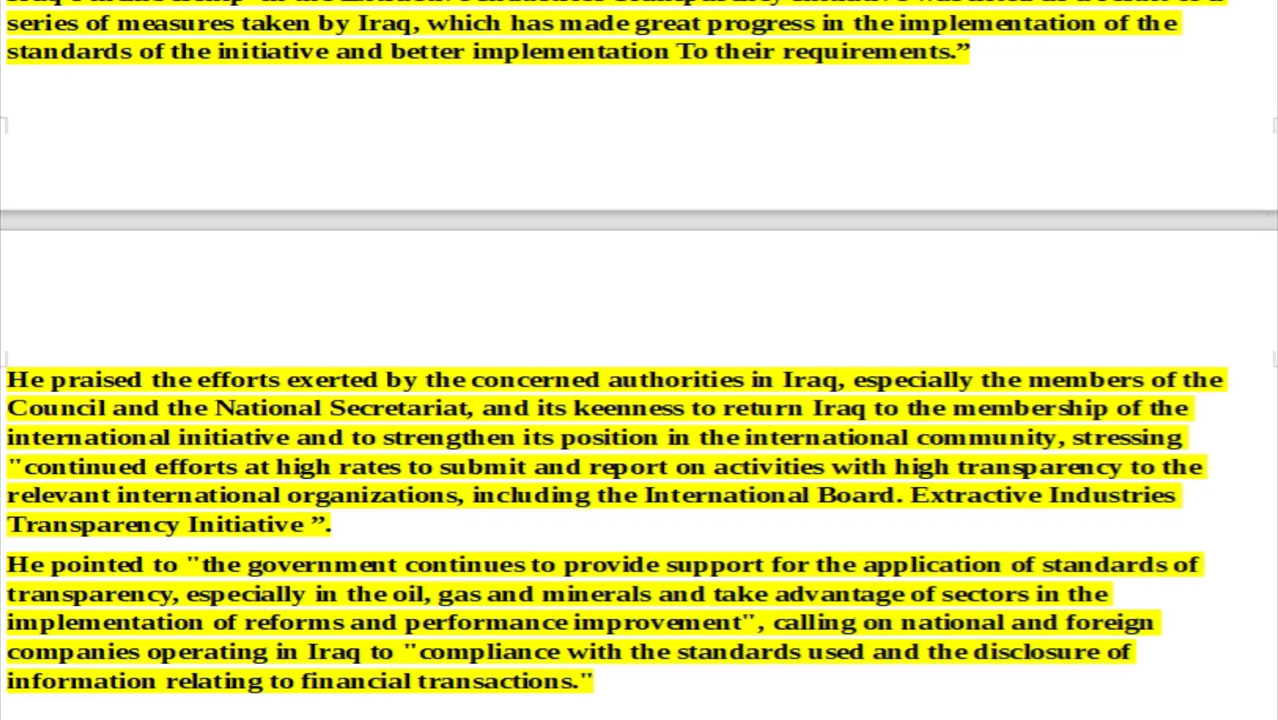 series of measures taken by Iraq, which has made great progress in the implementation of the
standards of the initiative and better implementation To their requirements.”
He praised the efforts exerted by the concerned authorities in Iraq, especially the members of the
Council and the National Secretariat, and its keenness to return Iraq to the membership of the
international initiative and to strengthen its position in the international community, stressing
"continued efforts at high rates to submit and report on activities with high transparency to the
relevant international organizations, including the International Board. Extractive Industries
Transparency Initiative ”.
He pointed to "the government continues to provide support for the application of standards of
transparency, especially in the oil, gas and minerals and take advantage of sectors in the
implementation of reforms and performance improvement", calling on national and foreign
companies operating in Iraq to "compliance with the standards used and the disclosure of
information relating to financial transactions."